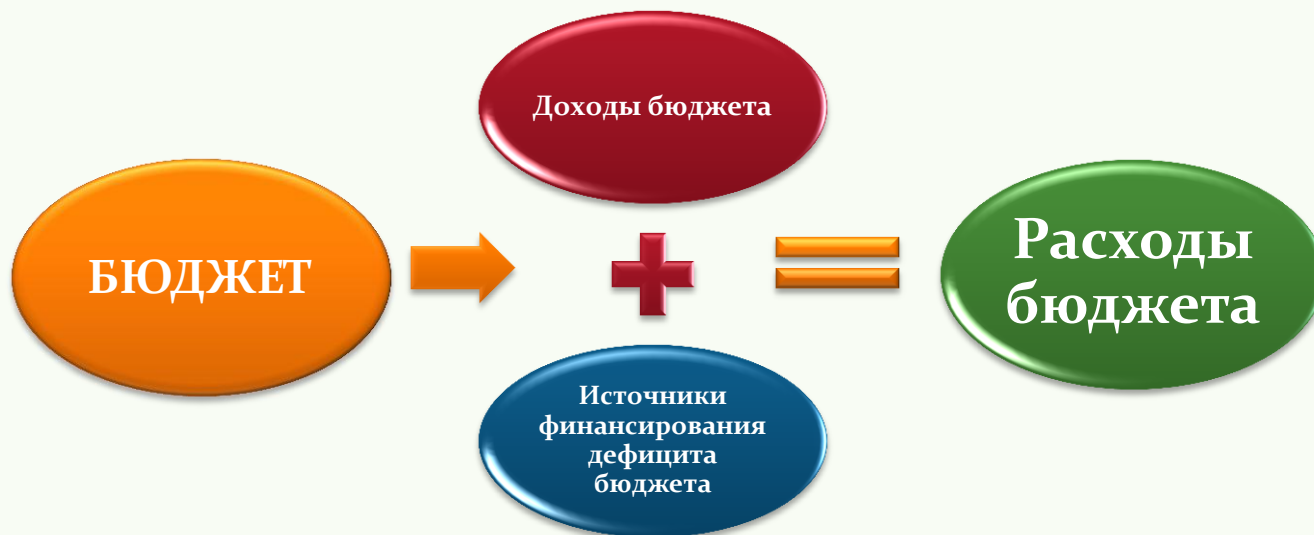 Доходы бюджета
БЮДЖЕТ
Расходы
бюджета
Источники
финансирования
дефицита
бюджета